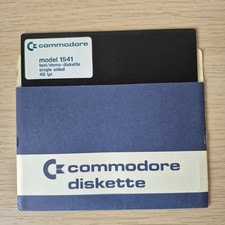 commodore
model 1541
test/demo-diskette
single sided
48 tpi
commodore
diskette